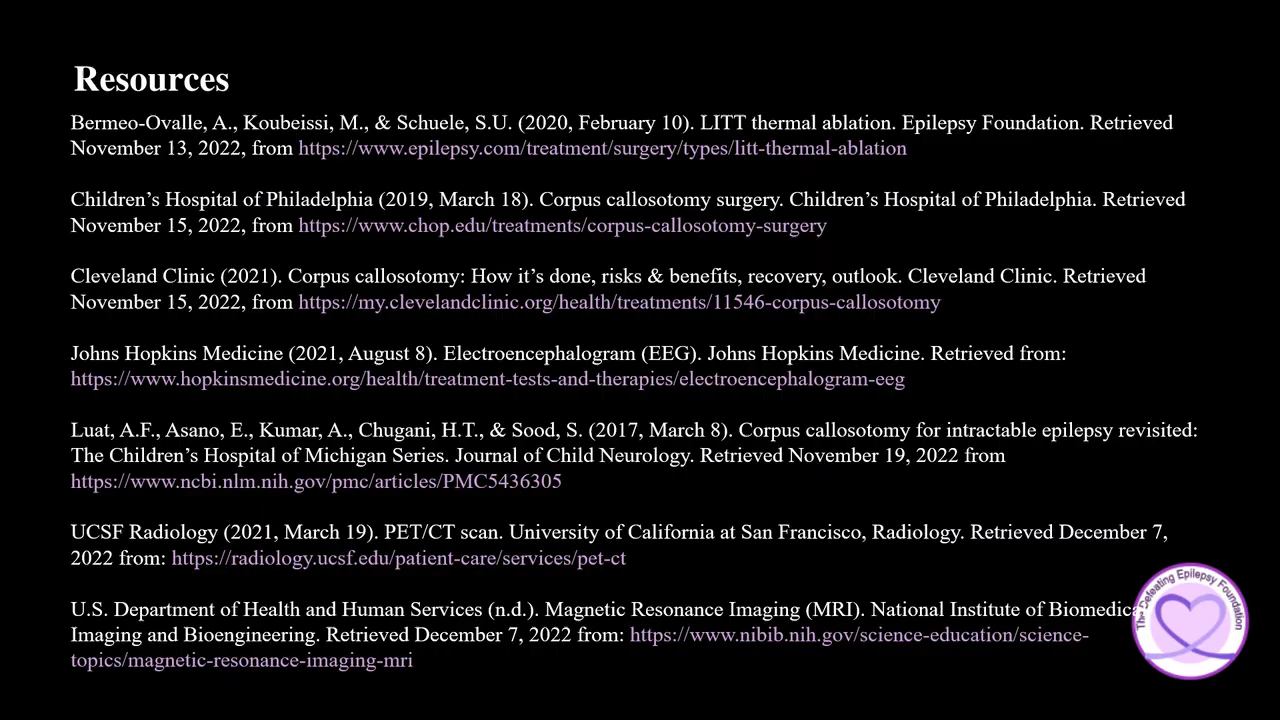 Resources
Bermeo-Ovalle, A., Koubeissi, M., & Schuele, S.U. (2020, February 10). LITT thermal ablation. Epilepsy Foundation. Retrieved
November 13, 2022, from https://www.epilepsy.com/treatment/surgery/types/litt-thermal-ablation
Children’s Hospital of Philadelphia (2019, March 18). Corpus callosotomy surgery. Children’s Hospital of Philadelphia. Retrieved
November 15, 2022, from https://www.chop.edu/treatments/corpus-callosotomy-surgery
Cleveland Clinic (2021). Corpus callosotomy: How it’s done, risks & benefits, recovery, outlook. Cleveland Clinic. Retrieved
November 15, 2022, from https://my.clevelandclinic.org/health/treatments/11546-corpus-callosotomy
Johns Hopkins Medicine (2021, August 8). Electroencephalogram (EEG). Johns Hopkins Medicine. Retrieved from:
https://www.hopkinsmedicine.org/health/treatment-tests-and-therapies/electroencephalogram-eeg
Luat, A.F., Asano, E., Kumar, A., Chugani, H.T., & Sood, S. (2017, March 8). Corpus callosotomy for intractable epilepsy revisited:
The Children’s Hospital of Michigan Series. Journal of Child Neurology. Retrieved November 19, 2022 from
https://www.ncbi.nlm.nih.gov/pmc/articles/PMC5436305
UCSF Radiology (2021, March 19). PET/CT scan. University of California at San Francisco, Radiology. Retrieved December 7,
2022 from: https://radiology.ucsf.edu/patient-care/services/pet-ct
U.S. Department of Health and Human Services (n.d.). Magnetic Resonance Imaging (MRI). National Institute of Biomedica
Imaging and Bioengineering. Retrieved December 7, 2022 from: https://www.nibib.nih.gov/science-education/science-
topics/magnetic-resonance-imaging-mri
The Defeating Epilepsy Foundation